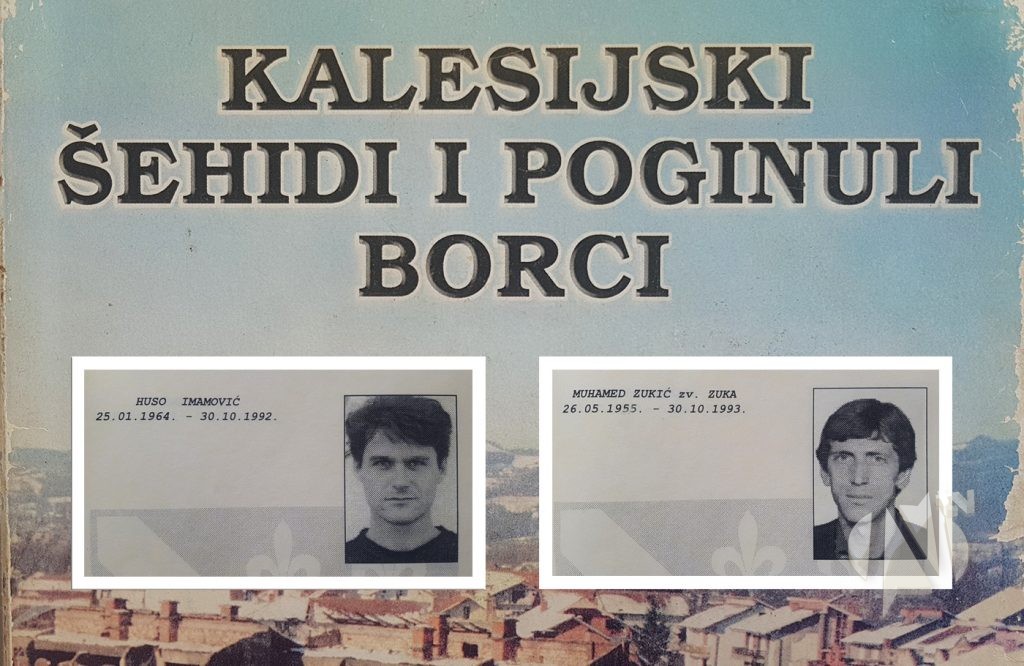 KALESIJSKI
ŠEHIDI I POGINULI
BORCI
HUSO IMAMOVIĆ
25.01.1964. - 30.10.1992.
MUHAMED ZUKIĆ zv. ZUKA
26.05.1955. - 30.10.1993.